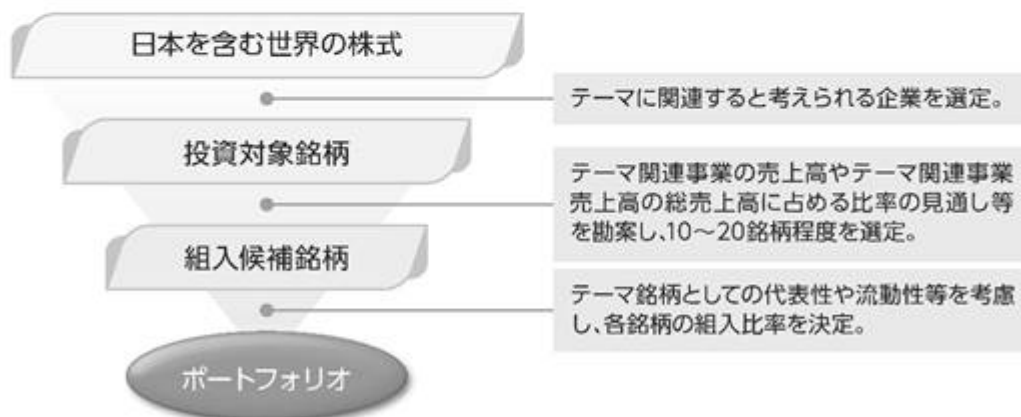 日本を含む世界の株式
テーマに関連すると考えられる企業を選定。
投資対象銘柄
テーマ関連事業の売上高やテーマ関連事業
売上高の総売上高に占める比率の見通し等
を勘案し、10〜20銘柄程度を選定。
組入候補銘柄
テーマ銘柄としての代表性や流動性等を考慮
し、各銘柄の組入比率を決定。
ポートフォリオ